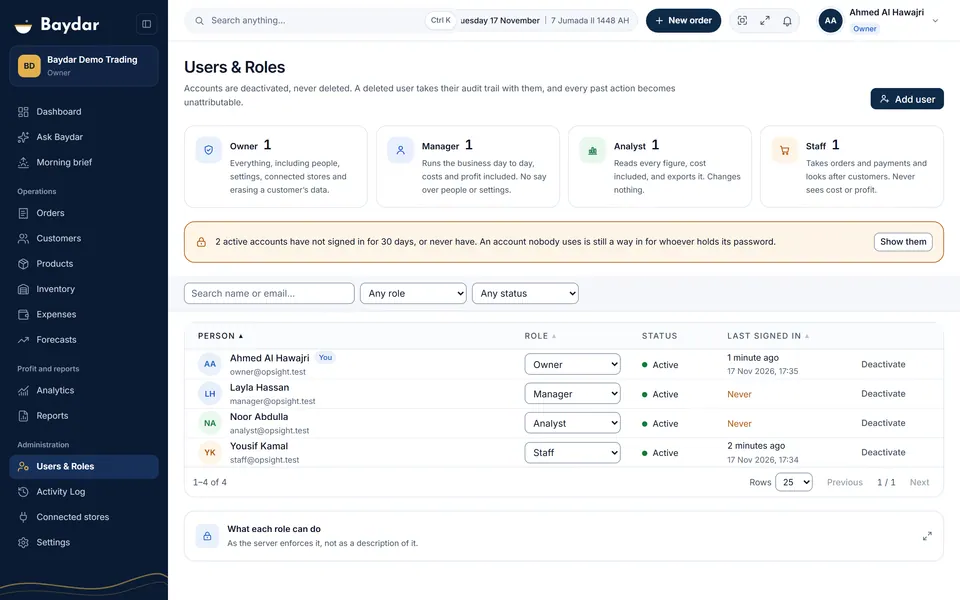 Baydar
BD
Baydar Demo Trading
Owner
Dashboard
Ask Baydar
Morning brief
Operations
Orders
Customers
Products
Inventory
Expenses
Forecasts
Profit and reports
Analytics
Reports
Administration
Users & Roles
Activity Log
Connected stores
Settings
Search anything...
Ctrl K
uesday 17 November
7 Jumada II 1448 AH
+ New order
AA
Ahmed Al Hawajri
Owner
Users & Roles
Accounts are deactivated, never deleted. A deleted user takes their audit trail with them, and every past action becomes
unattributable.
Add user
Owner 1
Everything, including people,
settings, connected stores and
erasing a customer's data.
Manager 1
Runs the business day to day,
costs and profit included. No say
over people or settings.
Analyst 1
Reads every figure, cost
included, and exports it. Changes
nothing.
Staff 1
Takes orders and payments and
looks after customers. Never
sees cost or profit.
2 active accounts have not signed in for 30 days, or never have. An account nobody uses is still a way in for whoever holds its password.
Show them
Search name or email...
Any role
Any status
PERSON ▲ ROLE ▲ STATUS LAST SIGNED IN ▲
AA Ahmed Al Hawajri You Owner Active 1 minute ago Deactivate
owner@opsight.test 17 Nov 2026, 17:35
LH Layla Hassan Manager Active Never Deactivate
manager@opsight.test
NA Noor Abdulla Analyst Active Never Deactivate
analyst@opsight.test
YK Yousif Kamal Staff Active 2 minutes ago Deactivate
staff@opsight.test 17 Nov 2026, 17:34
1–4 of 4
Rows 25 Previous 1 / 1 Next
What each role can do
As the server enforces it, not as a description of it.